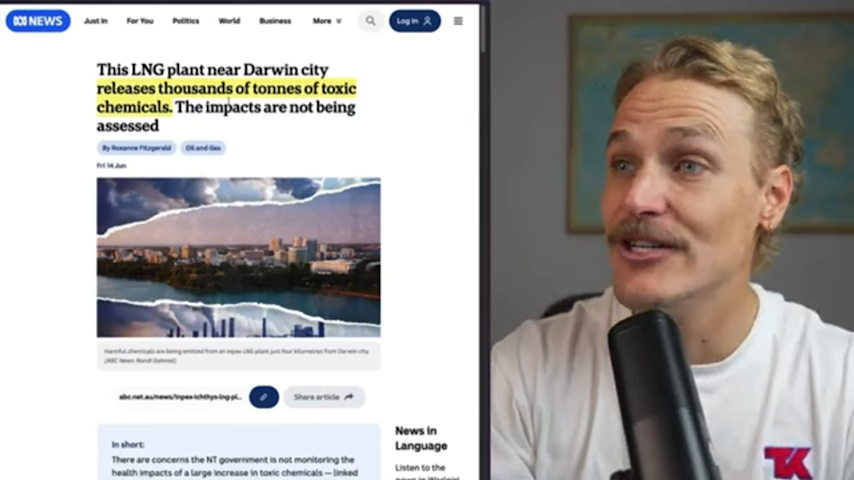 ABC NEWS Just In For You Politics World Business More Log in
This LNG plant near Darwin city
releases thousands of tonnes of toxic
chemicals. The impacts are not being
assessed
By Roxanne Fitzgerald Oil and Gas
Fri 14 Jun
Harmful chemicals are being emitted from an Inpex LNG plant just four kilometres from Darwin city.
(ABC News:
abc.net.au/news/inpex-ichthys-lng-pl...
Share article
In short:
There are concerns the NT government is not monitoring the
health impacts of a large increase in toxic chemicals — linked
News in
Language
Listen to the
news in
TK